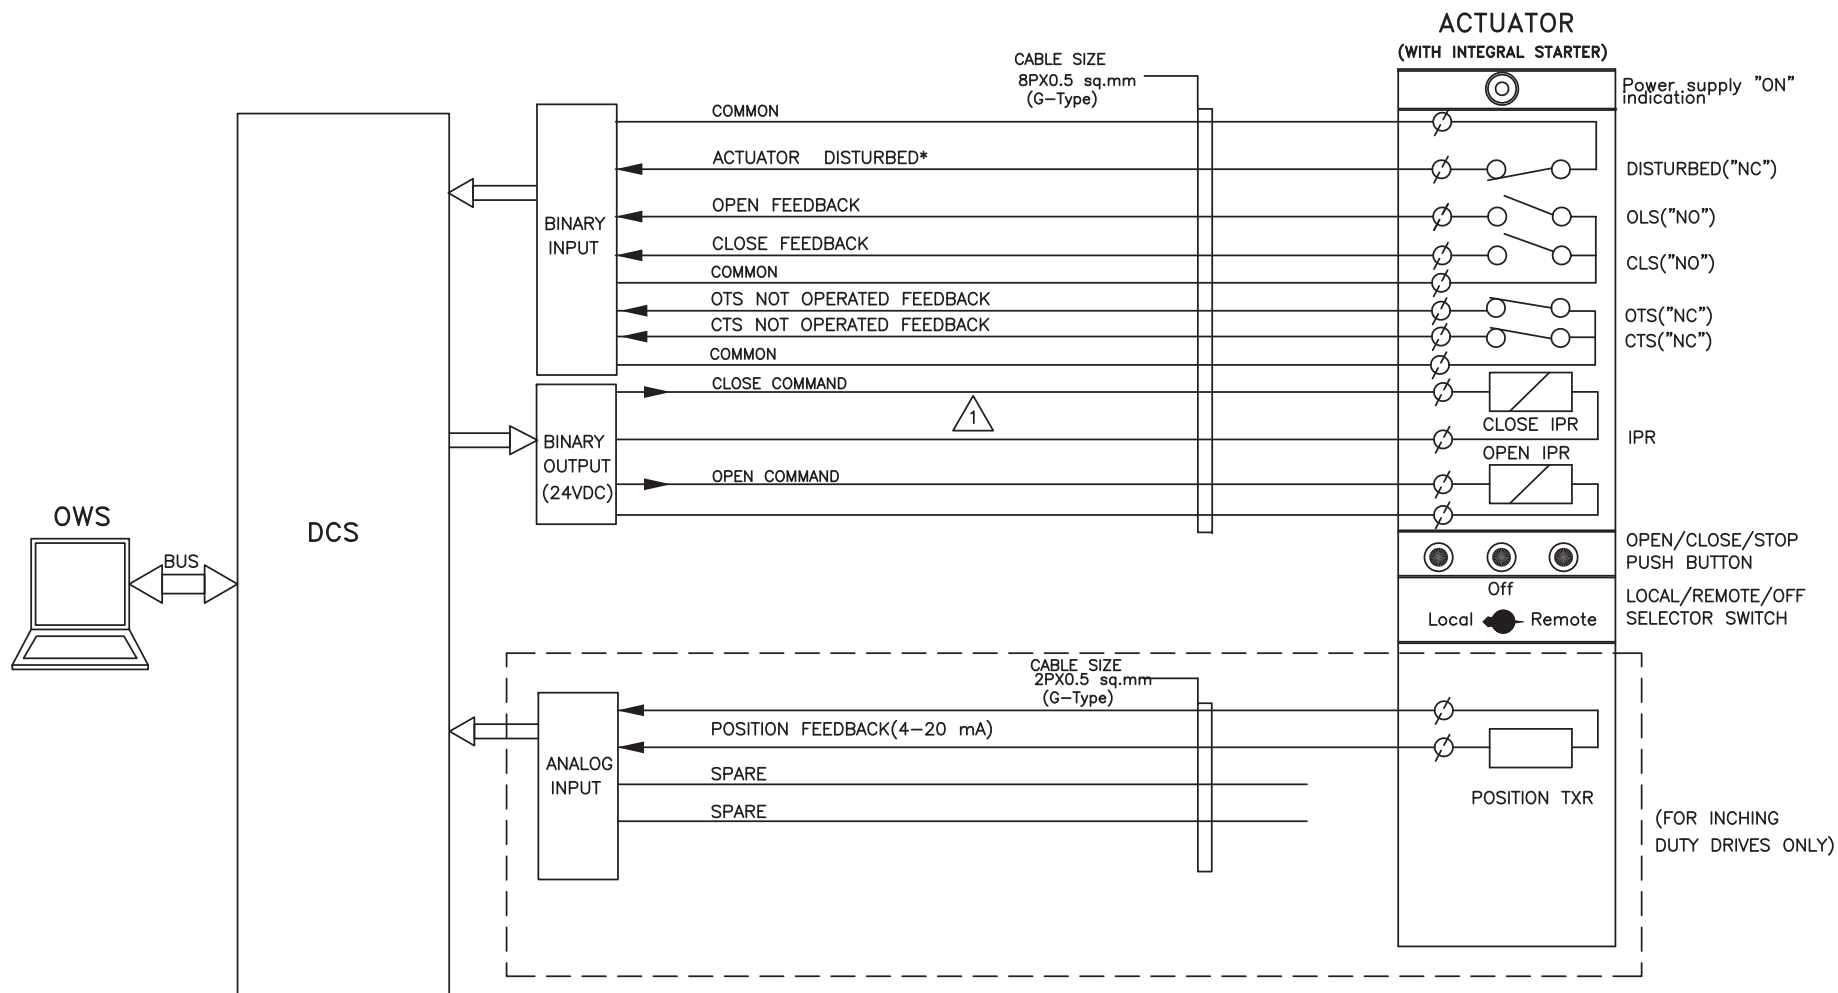 ACTUATOR
(WITH INTEGRAL STARTER)
CABLE SIZE
8PX0.5 sq.mm
(G-Type)
Power supply "ON"
indication
COMMON
ACTUATOR DISTURBED*
DISTURBED("NC")
OPEN FEEDBACK
OLS("NO")
BINARY
INPUT
CLOSE FEEDBACK
CLS("NO")
COMMON
OTS NOT OPERATED FEEDBACK
OTS("NC")
CTS NOT OPERATED FEEDBACK
CTS("NC")
COMMON
CLOSE COMMAND
1
CLOSE IPR
IPR
BINARY
OUTPUT
(24VDC)
OPEN IPR
OPEN COMMAND
OWS
DCS
BUS
OPEN/CLOSE/STOP
PUSH BUTTON
Off
Local
Remote
LOCAL/REMOTE/OFF
SELECTOR SWITCH
CABLE SIZE
2PX0.5 sq.mm
(G-Type)
POSITION FEEDBACK(4-20 mA)
ANALOG
INPUT
SPARE
SPARE
POSITION TXR
(FOR INCHING
DUTY DRIVES ONLY)